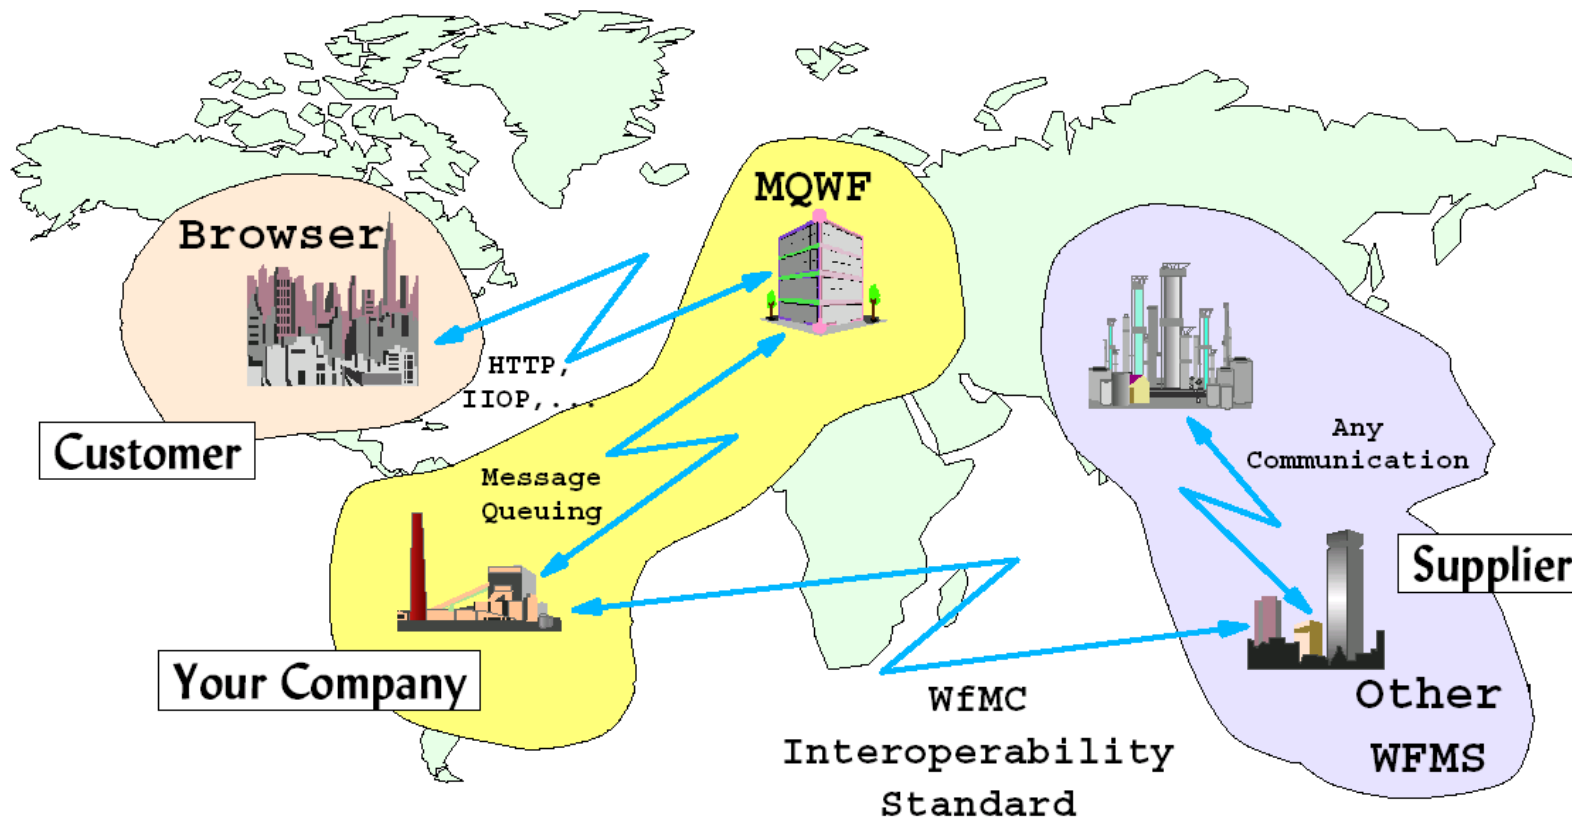 MQWF
Browser
HTTP,
IIOP,...
Customer
Any
Communication
Message
Queuing
Supplier
Your Company
WfMC
Interoperability
Standard
Other
WFMS